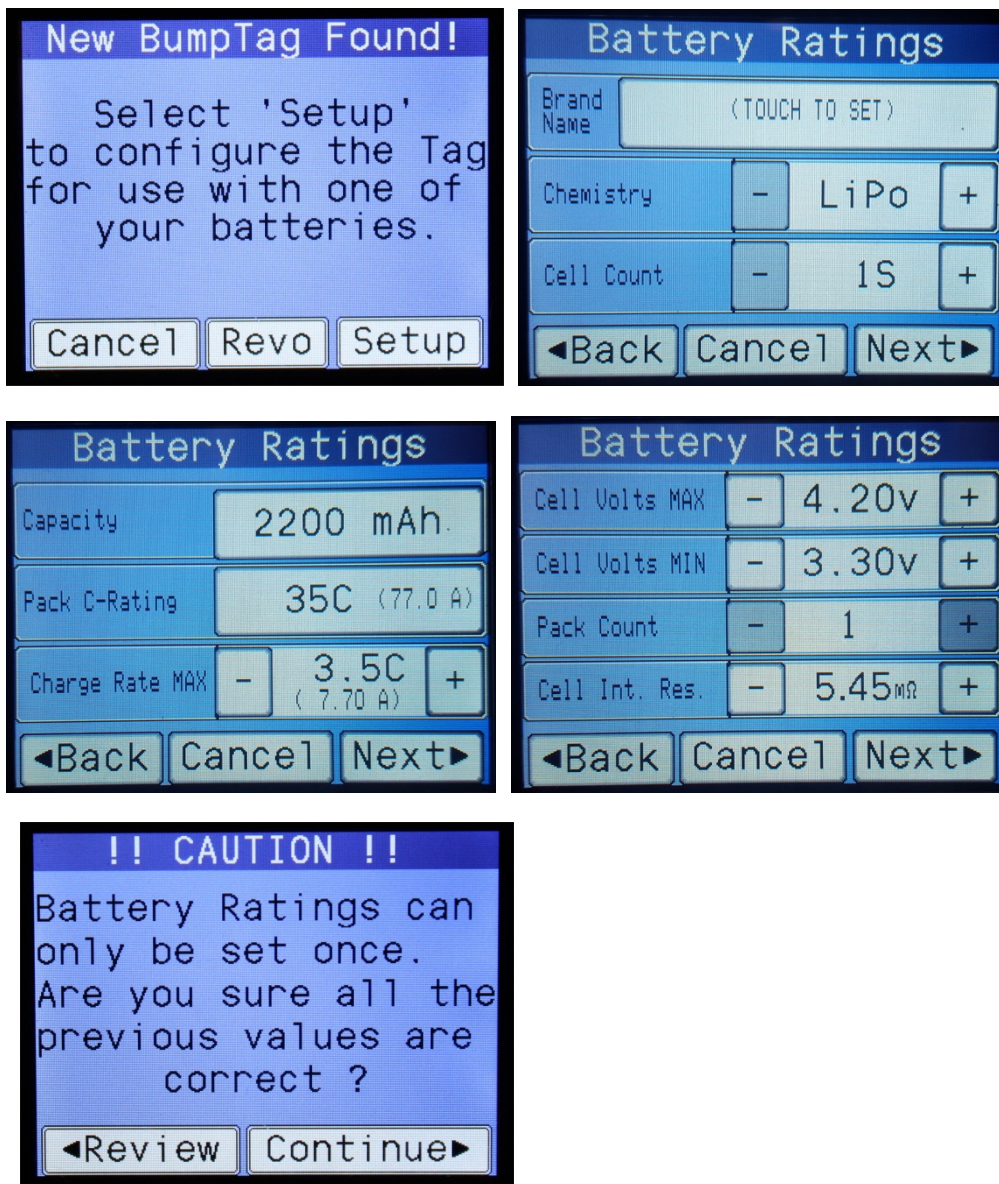 New BumpTag Found!
Select 'Setup'
to configure the Tag
for use with one of
your batteries.
Cancel Revo Setup
Battery Ratings
Brand
Name
(TOUCH TO SET)
Chemistry - LiPo +
Cell Count - 1S +
◄Back Cancel Next►
Battery Ratings
Capacity 2200 mAh
Pack C-Rating 35C (77.0 A)
Charge Rate MAX - 3.5C +
( 7.70 A)
◄Back Cancel Next►
Battery Ratings
Cell Volts MAX - 4.20v +
Cell Volts MIN - 3.30v +
Pack Count - 1 +
Cell Int. Res. - 5.45mΩ +
◄Back Cancel Next►
!! CAUTION !!
Battery Ratings can
only be set once.
Are you sure all the
previous values are
correct ?
◄Review Continue►